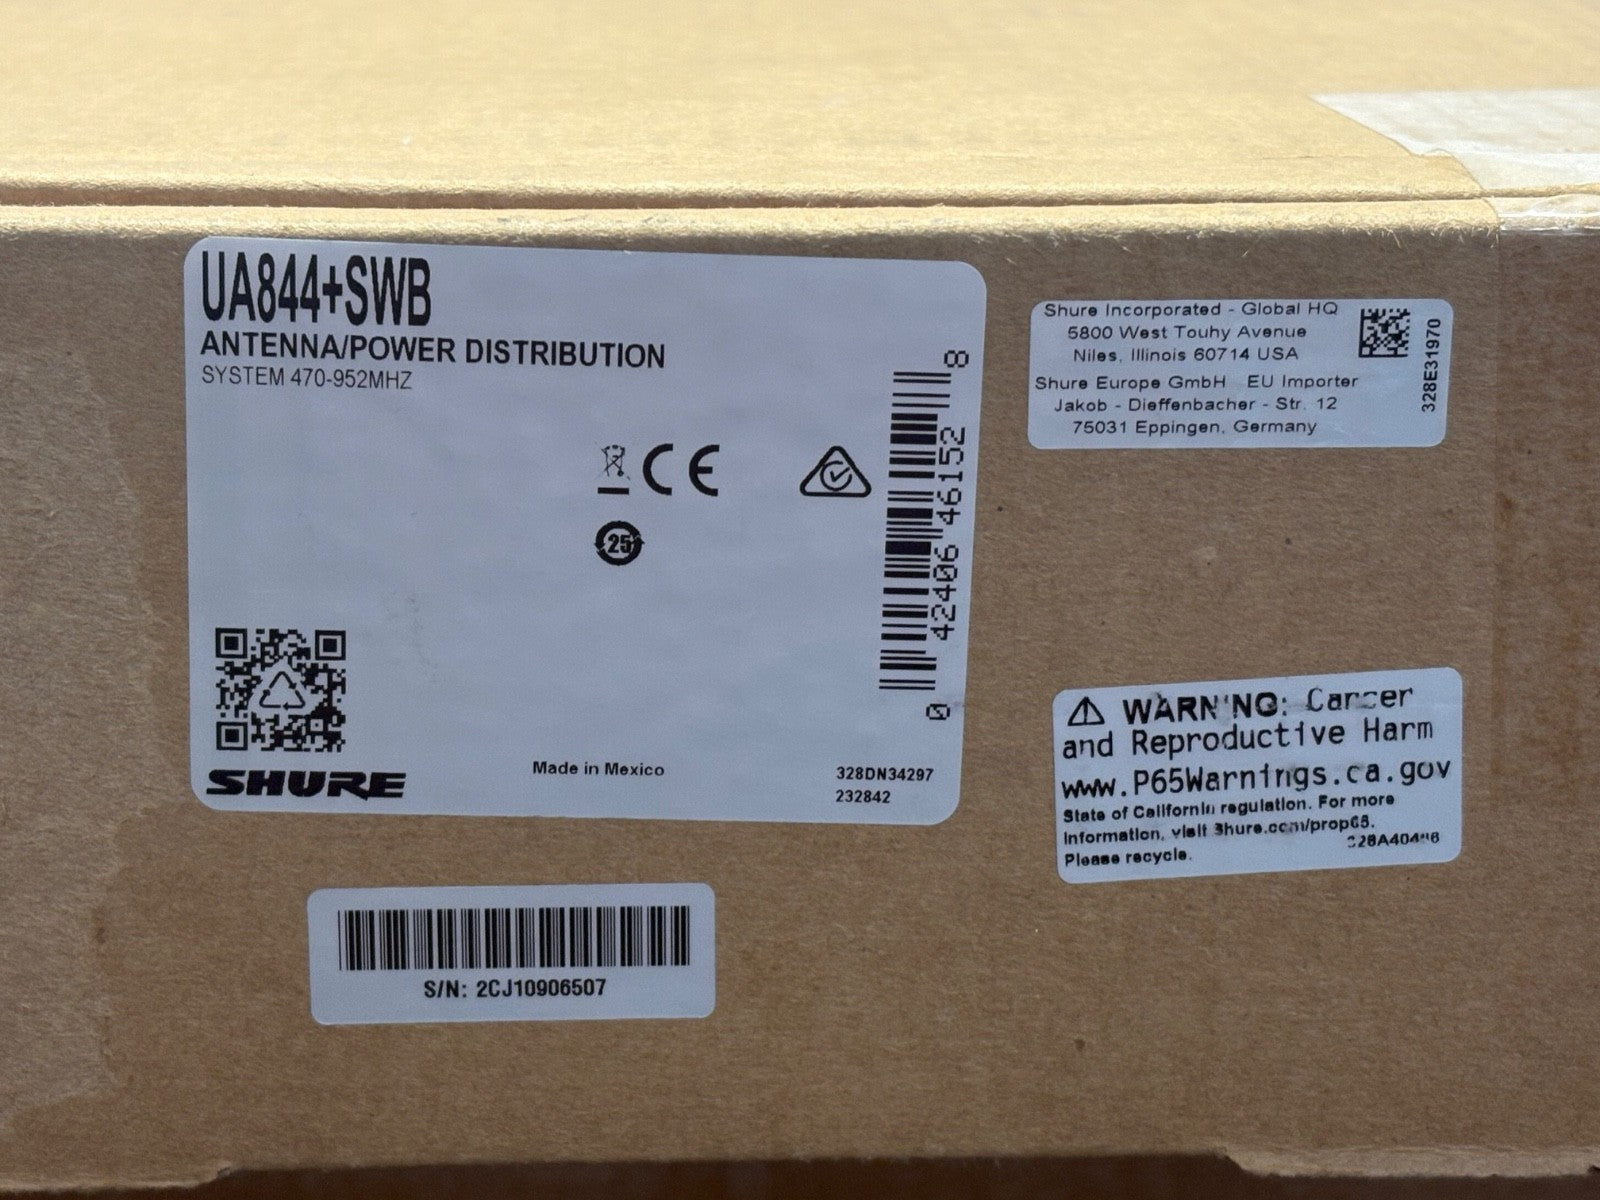 UA844+SWB
ANTENNA/POWER DISTRIBUTION
SYSTEM 470-952MHZ
CE
25
0 42406 46152 8
SHURE
Made in Mexico
328DN34297
232842
Shure Incorporated - Global HQ
5800 West Touhy Avenue
Niles, Illinois 60714 USA
Shure Europe GmbH EU Importer
Jakob - Dieffenbacher - Str. 12
75031 Eppingen, Germany
328E31970
WARNING: Cancer
and Reproductive Harm
www.P65Warnings.ca.gov
State of California regulation. For more
information, visit Shure.com/prop65.
Please recycle.
S/N: 2CJ10906507